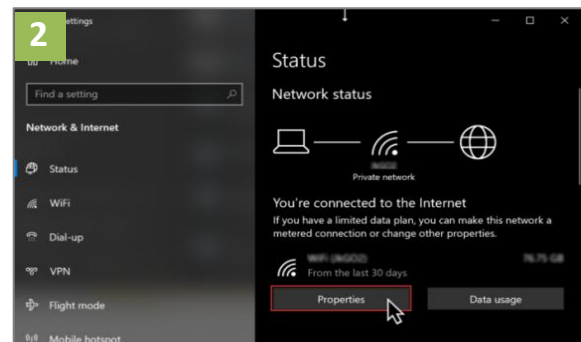 2
ettings
Home
Find a setting
Network & Internet
Status
WiFi
Dial-up
VPN
Flight mode
Mobile hotspot
Status
Network status
Private network
You're connected to the Internet
If you have a limited data plan, you can make this network a
metered connection or change other properties.
From the last 30 days
Properties
Data usage